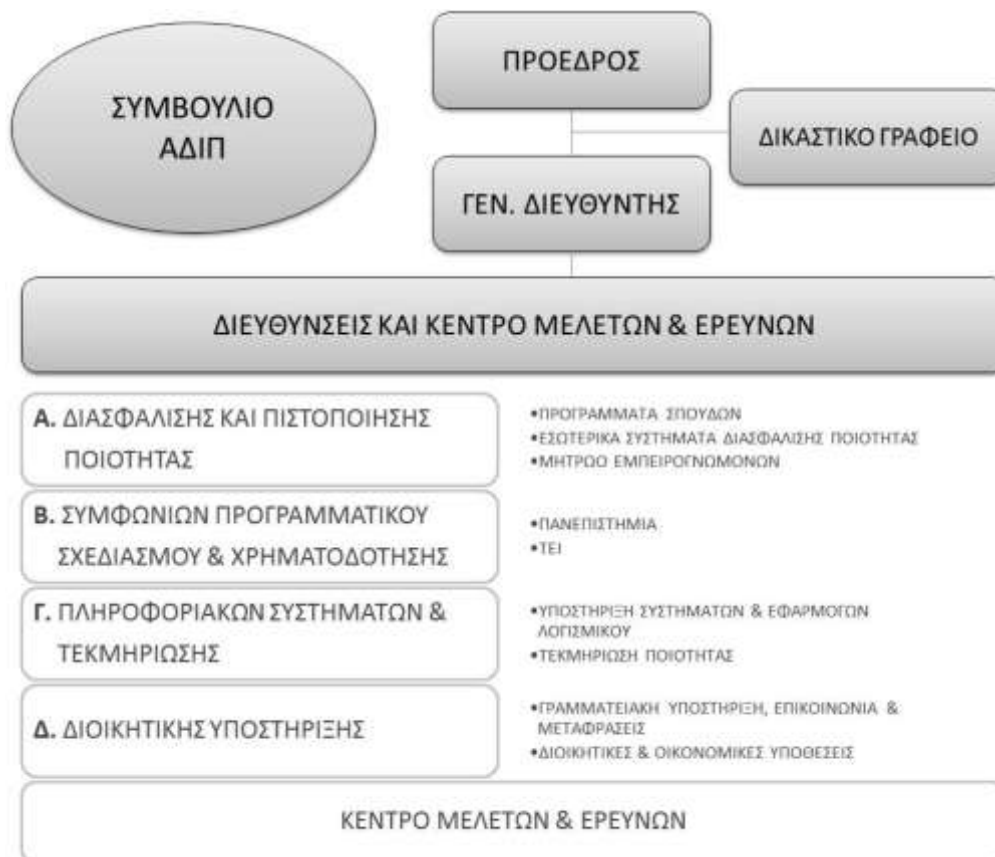 ΣΥΜΒΟΥΛΙΟ
ΑΔΙΠ
ΠΡΟΕΔΡΟΣ
ΔΙΚΑΣΤΙΚΟ ΓΡΑΦΕΙΟ
ΓΕΝ. ΔΙΕΥΘΥΝΤΗΣ
ΔΙΕΥΘΥΝΣΕΙΣ ΚΑΙ ΚΕΝΤΡΟ ΜΕΛΕΤΩΝ & ΕΡΕΥΝΩΝ
Α. ΔΙΑΣΦΑΛΙΣΗΣ ΚΑΙ ΠΙΣΤΟΠΟΙΗΣΗΣ
ΠΟΙΟΤΗΤΑΣ
•ΠΡΟΓΡΑΜΜΑΤΑ ΣΠΟΥΔΩΝ
•ΕΣΩΤΕΡΙΚΑ ΣΥΣΤΗΜΑΤΑ ΔΙΑΣΦΑΛΙΣΗΣ ΠΟΙΟΤΗΤΑΣ
•ΜΗΤΡΩΟ ΕΜΠΕΙΡΟΓΝΩΜΟΝΩΝ
Β. ΣΥΜΦΩΝΙΩΝ ΠΡΟΓΡΑΜΜΑΤΙΚΟΥ
ΣΧΕΔΙΑΣΜΟΥ & ΧΡΗΜΑΤΟΔΟΤΗΣΗΣ
•ΠΑΝΕΠΙΣΤΗΜΙΑ
•ΤΕΙ
Γ. ΠΛΗΡΟΦΟΡΙΑΚΩΝ ΣΥΣΤΗΜΑΤΩΝ &
ΤΕΚΜΗΡΙΩΣΗΣ
•ΥΠΟΣΤΗΡΙΞΗ ΣΥΣΤΗΜΑΤΩΝ & ΕΦΑΡΜΟΓΩΝ
ΛΟΓΙΣΜΙΚΟΥ
•ΤΕΚΜΗΡΙΩΣΗ ΠΟΙΟΤΗΤΑΣ
Δ. ΔΙΟΙΚΗΤΙΚΗΣ ΥΠΟΣΤΗΡΙΞΗΣ
•ΓΡΑΜΜΑΤΕΙΑΚΗ ΥΠΟΣΤΗΡΙΞΗ, ΕΠΙΚΟΙΝΩΝΙΑ &
ΜΕΤΑΦΡΑΣΕΙΣ
•ΔΙΟΙΚΗΤΙΚΕΣ & ΟΙΚΟΝΟΜΙΚΕΣ ΥΠΟΘΕΣΕΙΣ
ΚΕΝΤΡΟ ΜΕΛΕΤΩΝ & ΕΡΕΥΝΩΝ